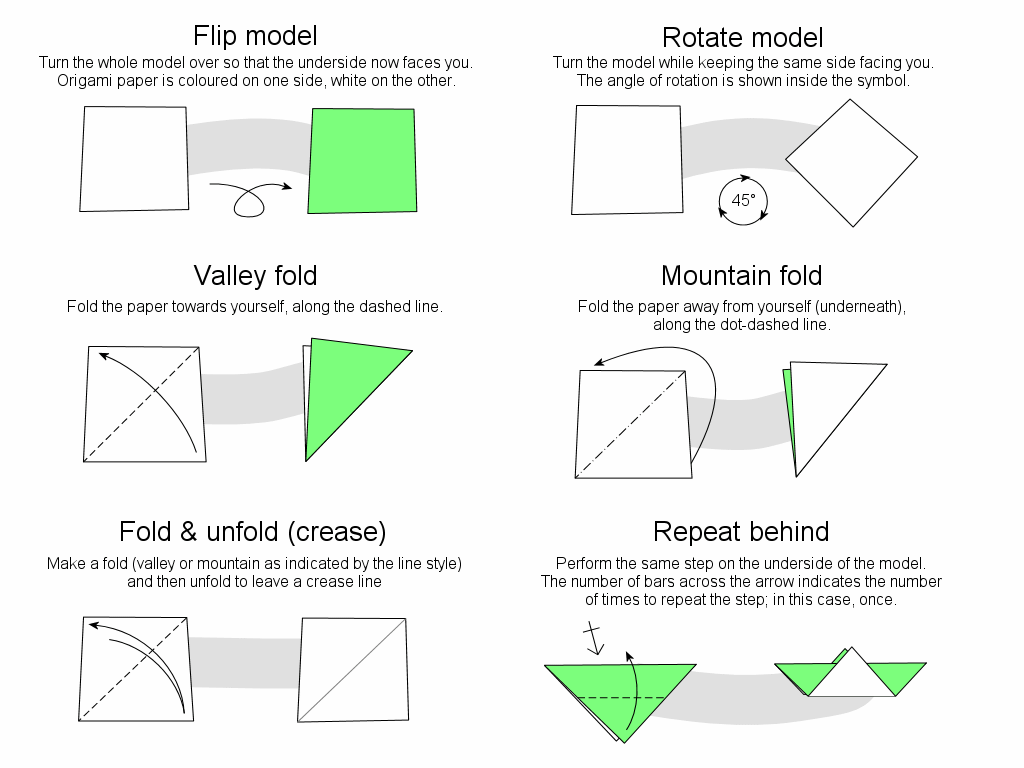 Flip model
Turn the whole model over so that the underside now faces you.
Origami paper is coloured on one side, white on the other.
Rotate model
Turn the model while keeping the same side facing you.
The angle of rotation is shown inside the symbol.
45°
Valley fold
Fold the paper towards yourself, along the dashed line.
Mountain fold
Fold the paper away from yourself (underneath),
along the dot-dashed line.
Fold & unfold (crease)
Make a fold (valley or mountain as indicated by the line style)
and then unfold to leave a crease line
Repeat behind
Perform the same step on the underside of the model.
The number of bars across the arrow indicates the number
of times to repeat the step; in this case, once.